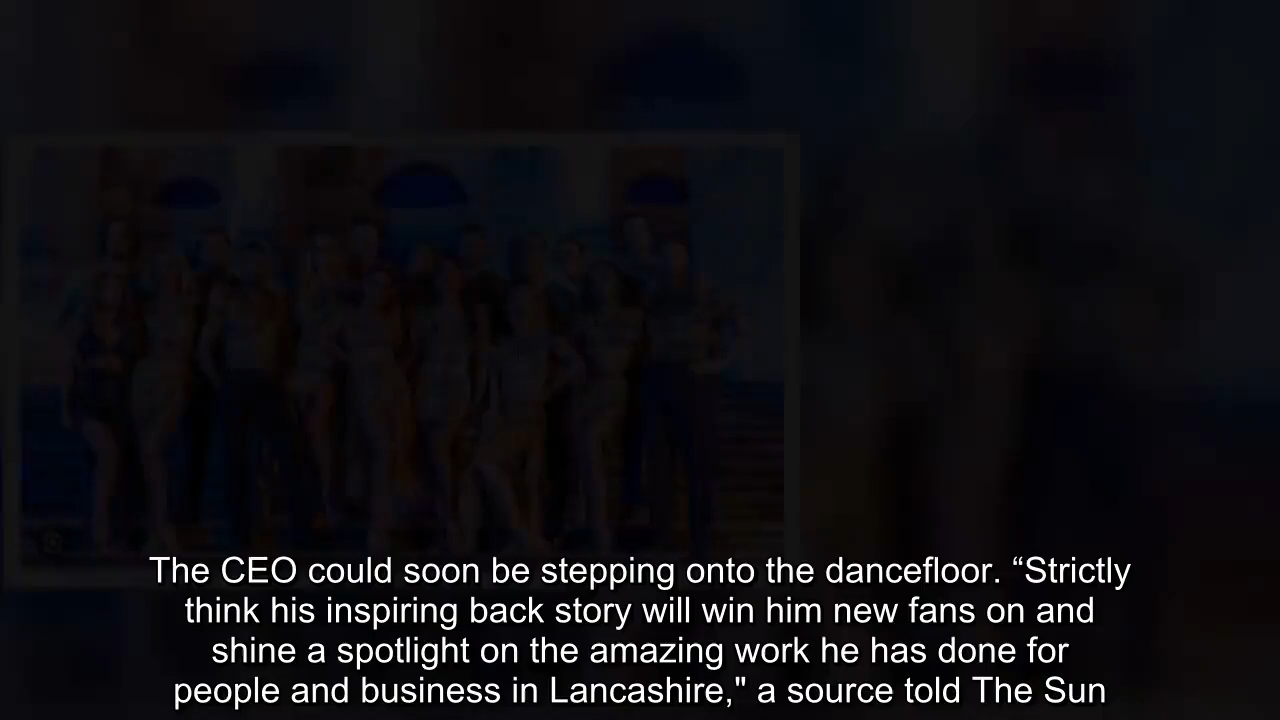 The CEO could soon be stepping onto the dancefloor. “Strictly
think his inspiring back story will win him new fans on and
shine a spotlight on the amazing work he has done for
people and business in Lancashire," a source told The Sun